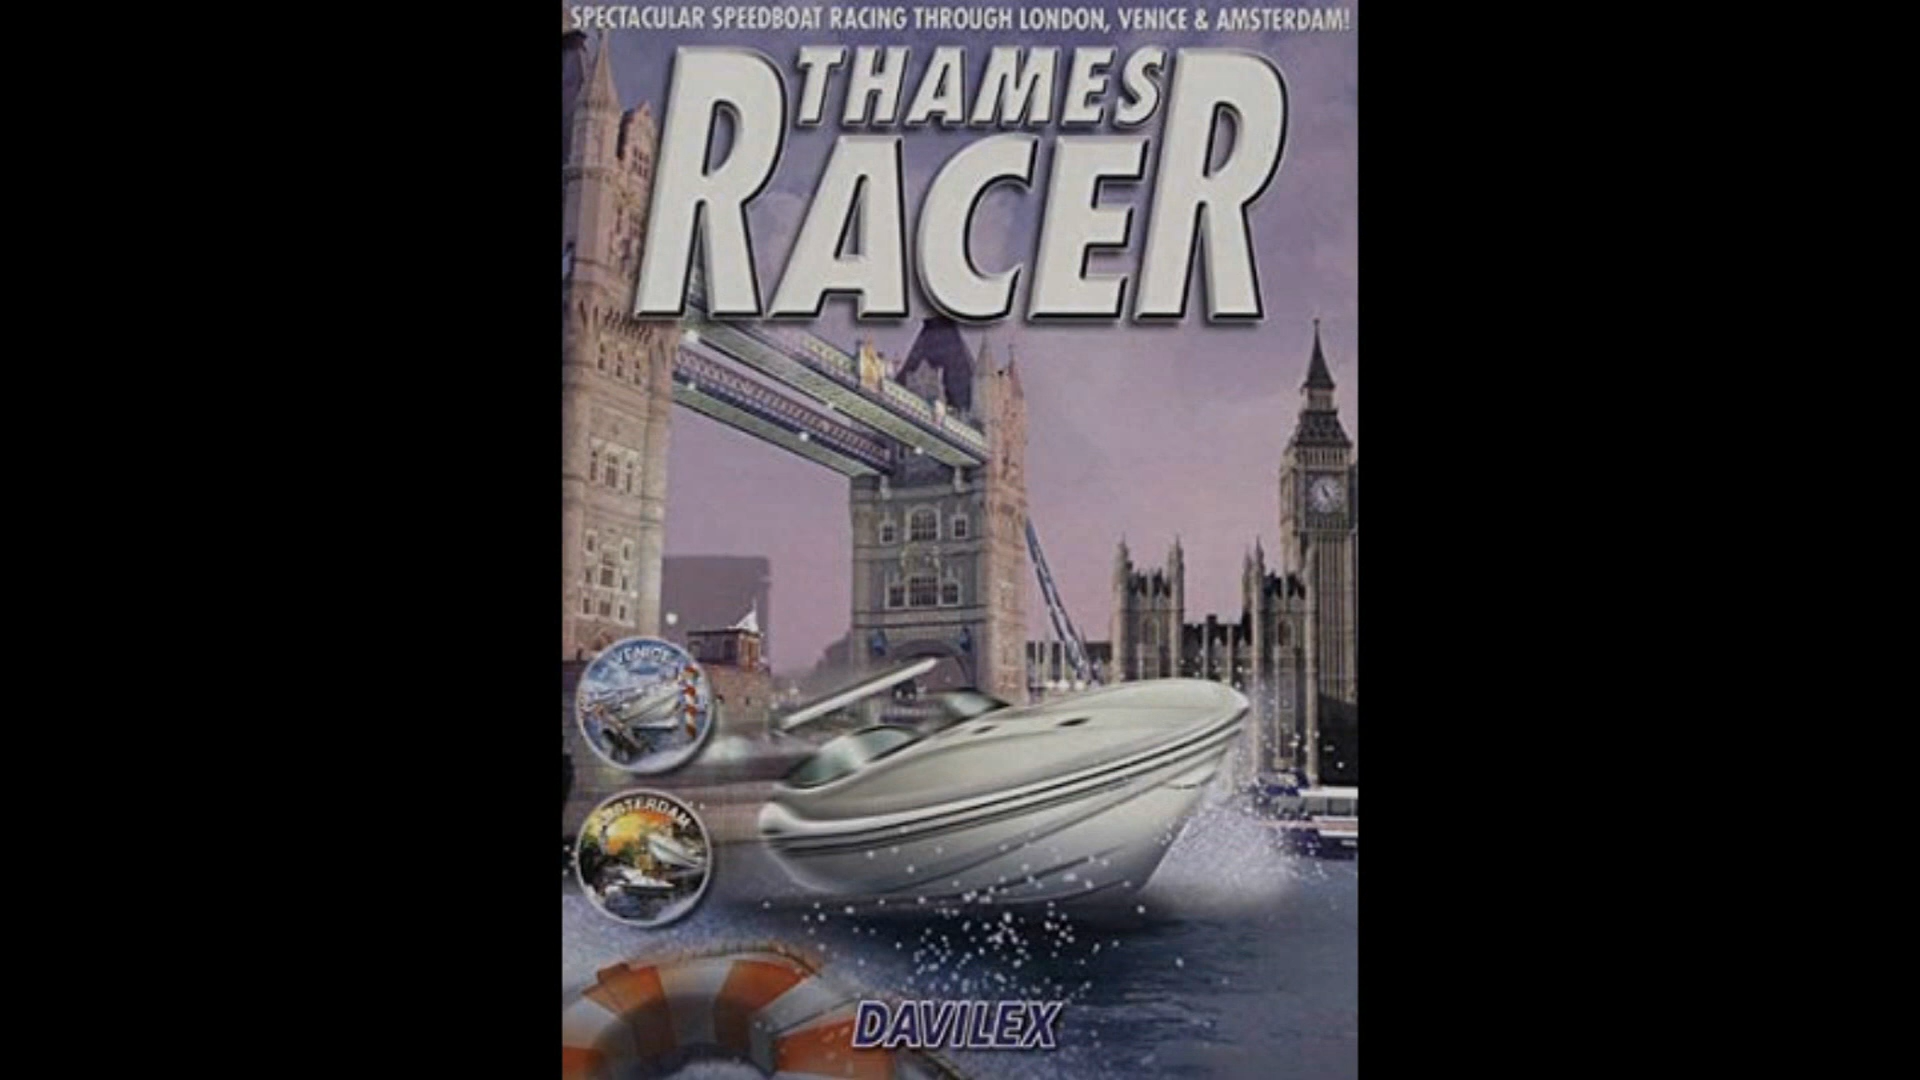 SPECTACULAR SPEEDBOAT RACING THROUGH LONDON, VENICE & AMSTERDAM!
THAMES
RACER
VENICE
AMSTERDAM
DAVILEX